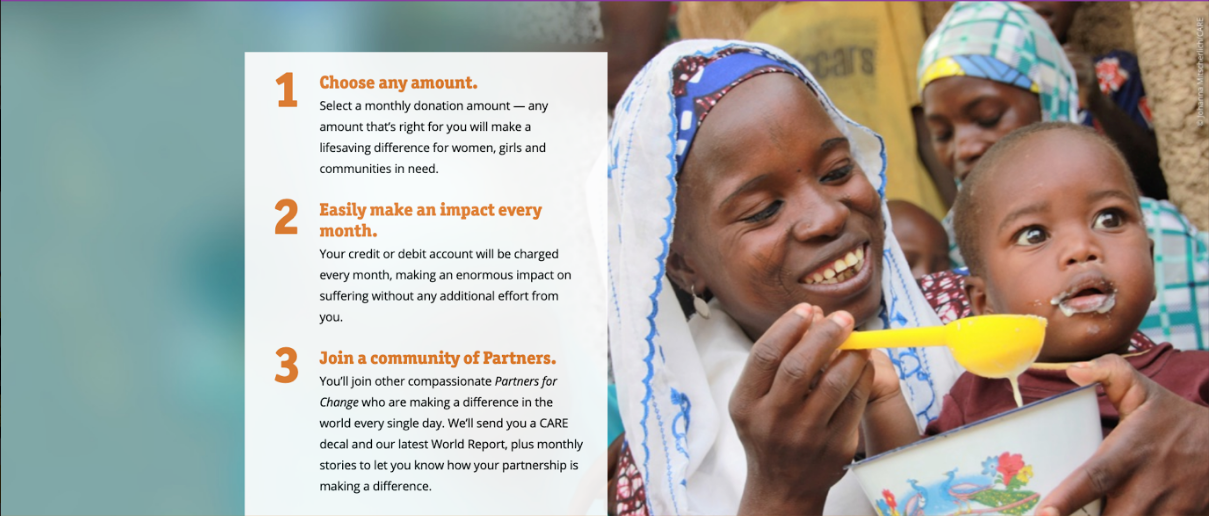 1
Choose any amount.
Select a monthly donation amount — any
amount that's right for you will make a
lifesaving difference for women, girls and
communities in need.
2
Easily make an impact every
month.
Your credit or debit account will be charged
every month, making an enormous impact on
suffering without any additional effort from
you.
3
Join a community of Partners.
You'll join other compassionate Partners for
Change who are making a difference in the
world every single day. We'll send you a CARE
decal and our latest World Report, plus monthly
stories to let you know how your partnership is
making a difference.
cars